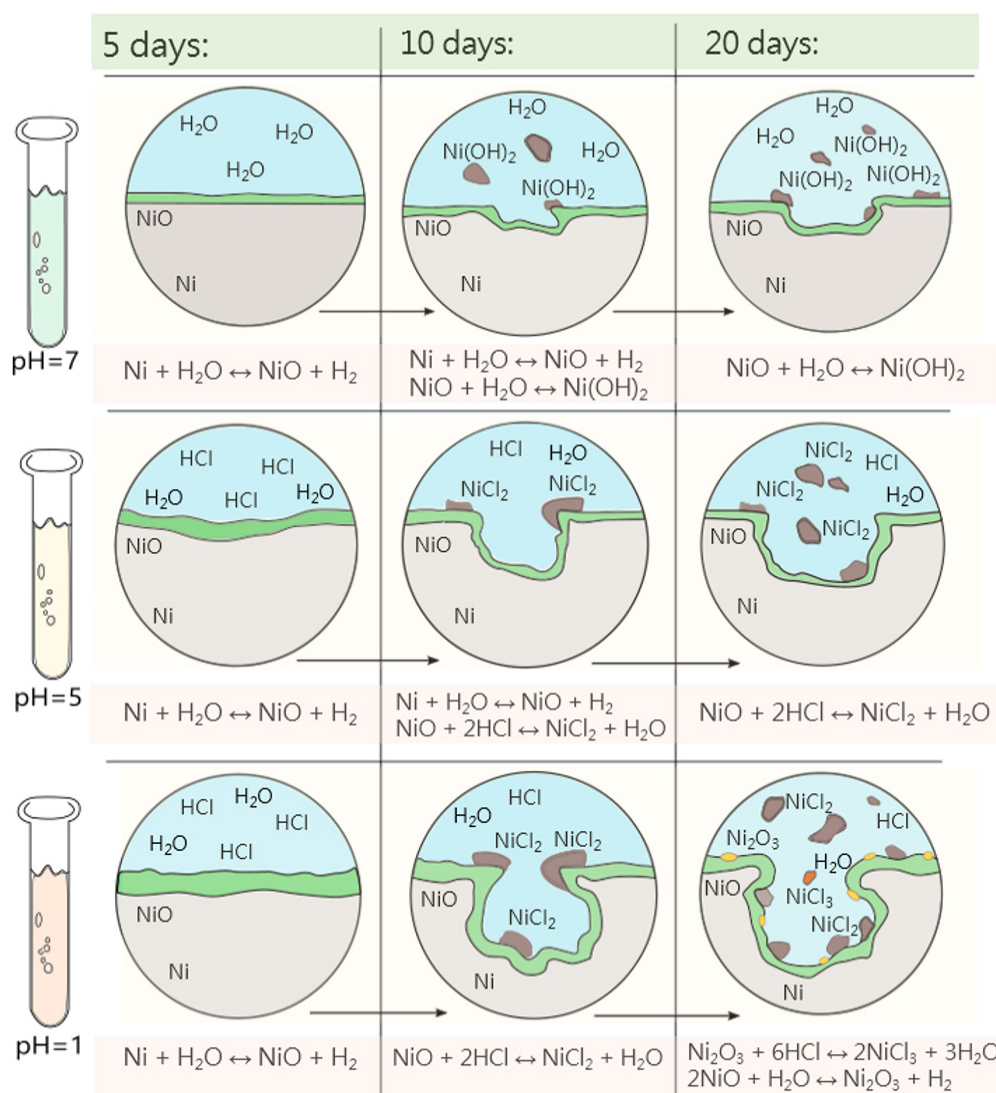 5 days:
10 days:
20 days:
H₂O
H₂O
H₂O
NiO
Ni
H₂O
Ni(OH)₂
H₂O
Ni(OH)₂
NiO
Ni
H₂O
H₂O
Ni(OH)₂
Ni(OH)₂
Ni(OH)₂
NiO
Ni
pH=7
Ni + H₂O ↔ NiO + H₂
Ni + H₂O ↔ NiO + H₂
NiO + H₂O ↔ Ni(OH)₂
NiO + H₂O ↔ Ni(OH)₂
HCl
HCl
H₂O
HCl
H₂O
NiO
Ni
HCl
H₂O
NiCl₂
NiCl₂
NiO
Ni
NiCl₂
HCl
NiCl₂
H₂O
NiCl₂
NiO
Ni
pH=5
Ni + H₂O ↔ NiO + H₂
Ni + H₂O ↔ NiO + H₂
NiO + 2HCl ↔ NiCl₂ + H₂O
NiO + 2HCl ↔ NiCl₂ + H₂O
HCl
H₂O
HCl
H₂O
HCl
NiO
Ni
HCl
H₂O
NiCl₂
NiCl₂
NiO
NiCl₂
Ni
NiCl₂
HCl
Ni₂O₃
H₂O
NiO
NiCl₃
NiCl₂
Ni
pH=1
Ni + H₂O ↔ NiO + H₂
NiO + 2HCl ↔ NiCl₂ + H₂O
Ni₂O₃ + 6HCl ↔ 2NiCl₃ + 3H₂O
2NiO + H₂O ↔ Ni₂O₃ + H₂